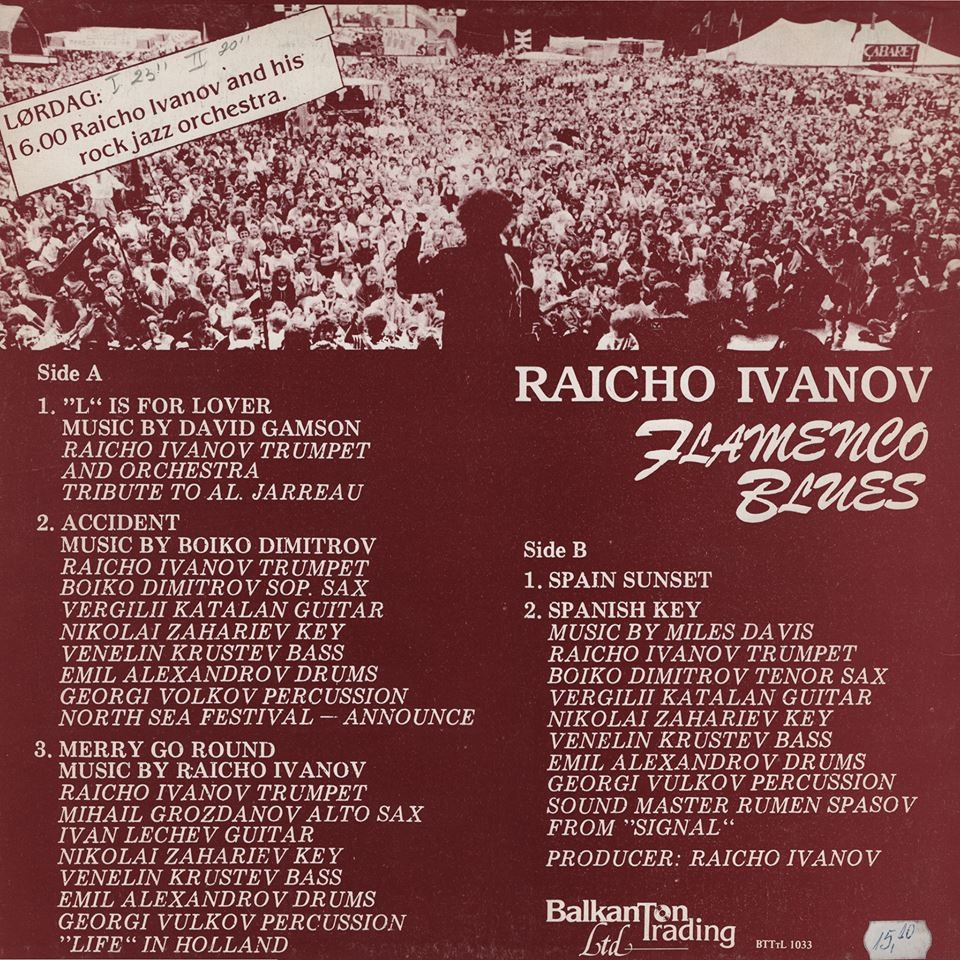 LØRDAG: I 23" II 20"
16.00 Raicho Ivanov and his
rock jazz orchestra.
CABARET
RAICHO IVANOV
FLAMENCO
BLUES
Side A
1. "L" IS FOR LOVER
MUSIC BY DAVID GAMSON
RAICHO IVANOV TRUMPET
AND ORCHESTRA
TRIBUTE TO AL. JARREAU
2. ACCIDENT
MUSIC BY BOIKO DIMITROV
RAICHO IVANOV TRUMPET
BOIKO DIMITROV SOP. SAX
VERGILII KATALAN GUITAR
NIKOLAI ZAHARIEV KEY
VENELIN KRUSTEV BASS
EMIL ALEXANDROV DRUMS
GEORGI VOLKOV PERCUSSION
NORTH SEA FESTIVAL — ANNOUNCE
3. MERRY GO ROUND
MUSIC BY RAICHO IVANOV
RAICHO IVANOV TRUMPET
MIHAIL GROZDANOV ALTO SAX
IVAN LECHEV GUITAR
NIKOLAI ZAHARIEV KEY
VENELIN KRUSTEV BASS
EMIL ALEXANDROV DRUMS
GEORGI VULKOV PERCUSSION
"LIFE" IN HOLLAND
Side B
1. SPAIN SUNSET
2. SPANISH KEY
MUSIC BY MILES DAVIS
RAICHO IVANOV TRUMPET
BOIKO DIMITROV TENOR SAX
VERGILII KATALAN GUITAR
NIKOLAI ZAHARIEV KEY
VENELIN KRUSTEV BASS
EMIL ALEXANDROV DRUMS
GEORGI VULKOV PERCUSSION
SOUND MASTER RUMEN SPASOV
FROM "SIGNAL"
PRODUCER: RAICHO IVANOV
BalkanTon
Trading
Ltd
BTTrL 1033
15,10